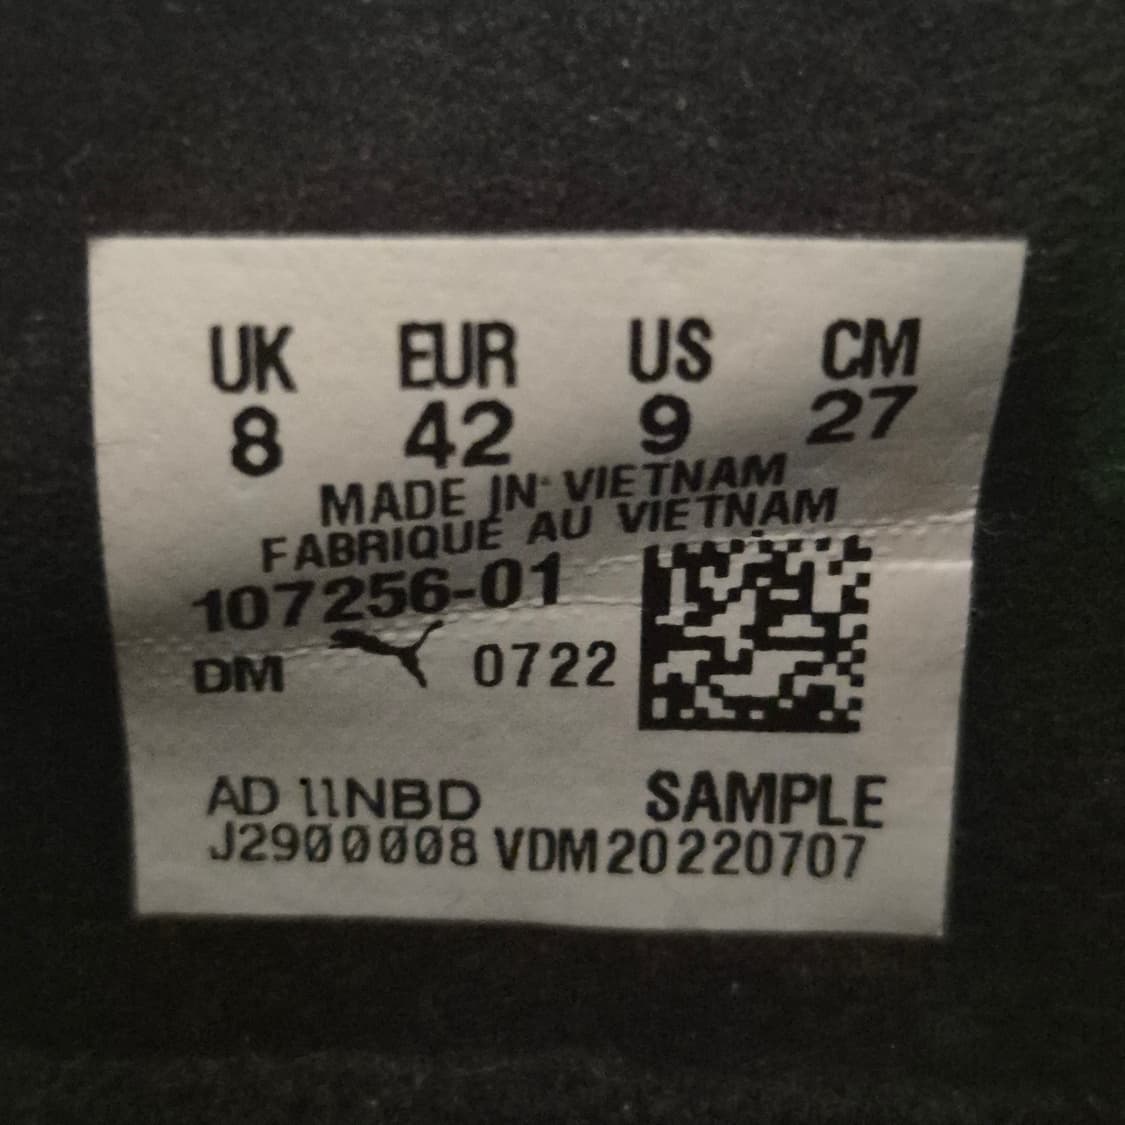 UK EUR US CM
8 42 9 27
MADE IN VIETNAM
FABRIQUÉ AU VIETNAM
107256-01
DM 0722
AD 11NBD SAMPLE
J2900008 VDM20220707